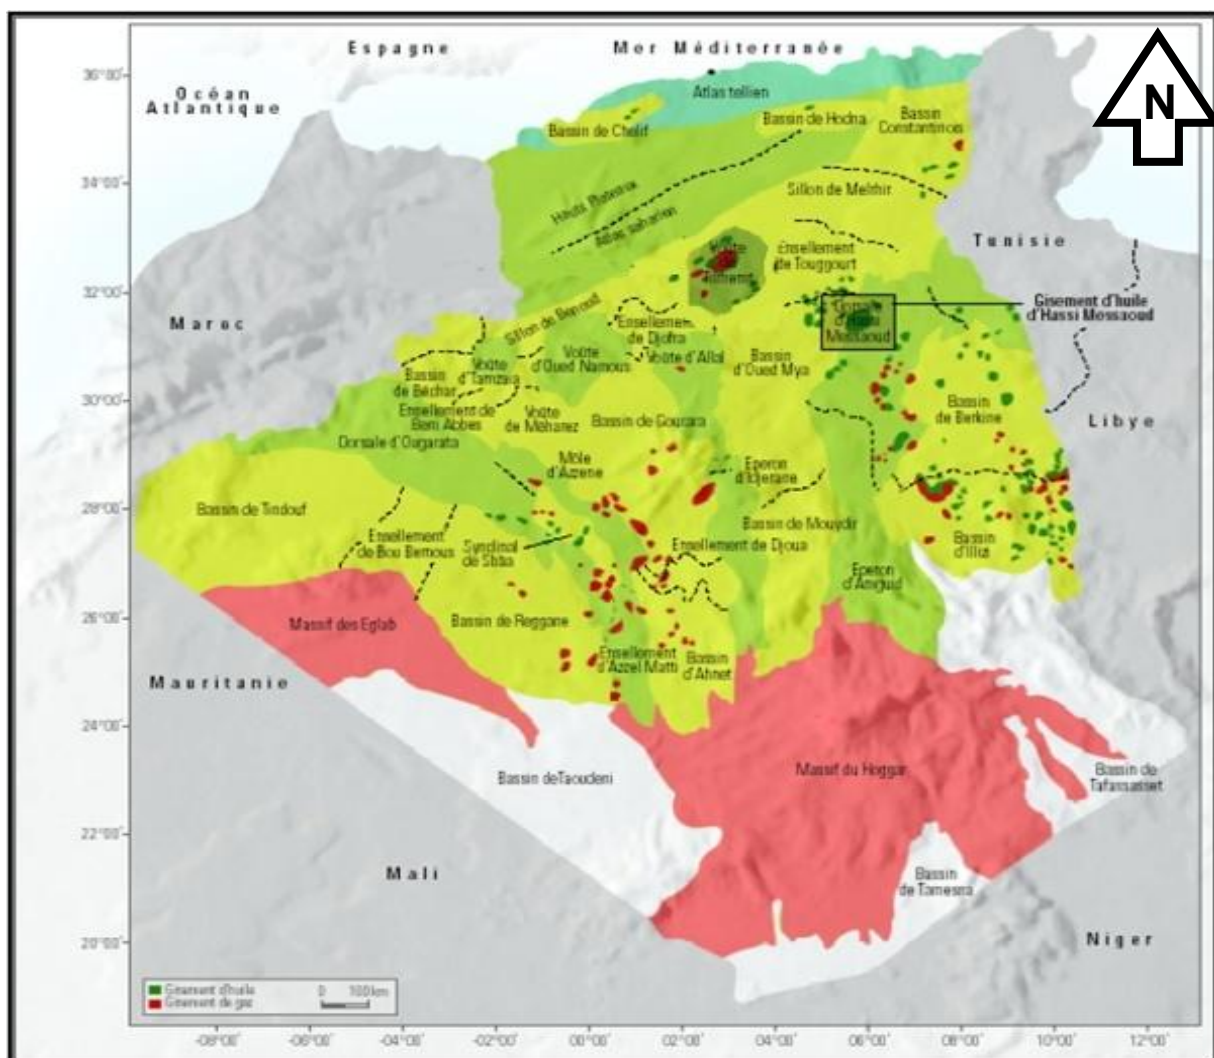 Espagne
Mer Méditerranée
N
36°00'
Océan
Atlantique
Atlas tellien
Bassin de Chelif
Bassin de Hodna
Bassin
Constantinois
34°00'
Hauts Plateaux
Atlas saharien
Sillon de Melrhir
Ensellement
de Touggourt
Tunisie
32°00'
Maroc
Sillon de Benoud
Ensellement
de Djofra
Gisement d'huile
d'Hassi Messaoud
Messaoud
Voûte
d'Oued Namous
Voûte d'Allal
Voûte
d'Tamzaia
Bassin
d'Oued Mya
Bassin
de Béchar
30°00'
Ensellement de
Beni Abbes
Voûte
de Méharez
Bassin de Gourara
Bassin
de Berkine
Libye
Dorsale d'Ougarata
Môle
d'Azzene
Eperon
d'Idjerane
28°00'
Bassin de Tindouf
Ensellement
de Bou Bernous
Synclinal
de Sbâa
Bassin de Mouydir
Ensellement de Djoua
Bassin
d'Illizi
Eperon
d'Amguid
26°00'
Massif des Eglab
Bassin de Reggane
Ensellement
d'Azzel Matti
Bassin
d'Ahnet
Mauritanie
24°00'
Bassin de Taoudeni
Massif du Hoggar
Bassin de
Tafassasset
22°00'
Mali
Bassin
de Tamesna
20°00'
Niger
Gisement d'huile
Gisement de gaz
0 100 km
-08°00' -06°00' -04°00' -02°00' 00°00' 02°00' 04°00' 06°00' 08°00' 10°00' 12°00'